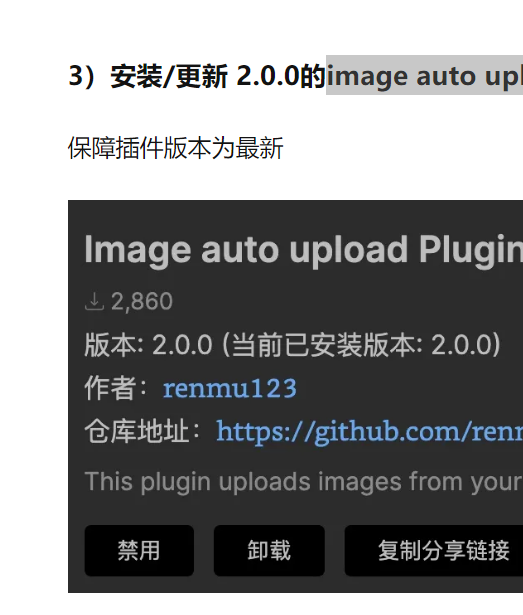 3）安装/更新 2.0.0的image auto upl
保障插件版本为最新
Image auto upload Plugin
2,860
版本: 2.0.0 (当前已安装版本: 2.0.0)
作者：renmu123
仓库地址：https://github.com/renm
This plugin uploads images from your
禁用 卸载 复制分享链接